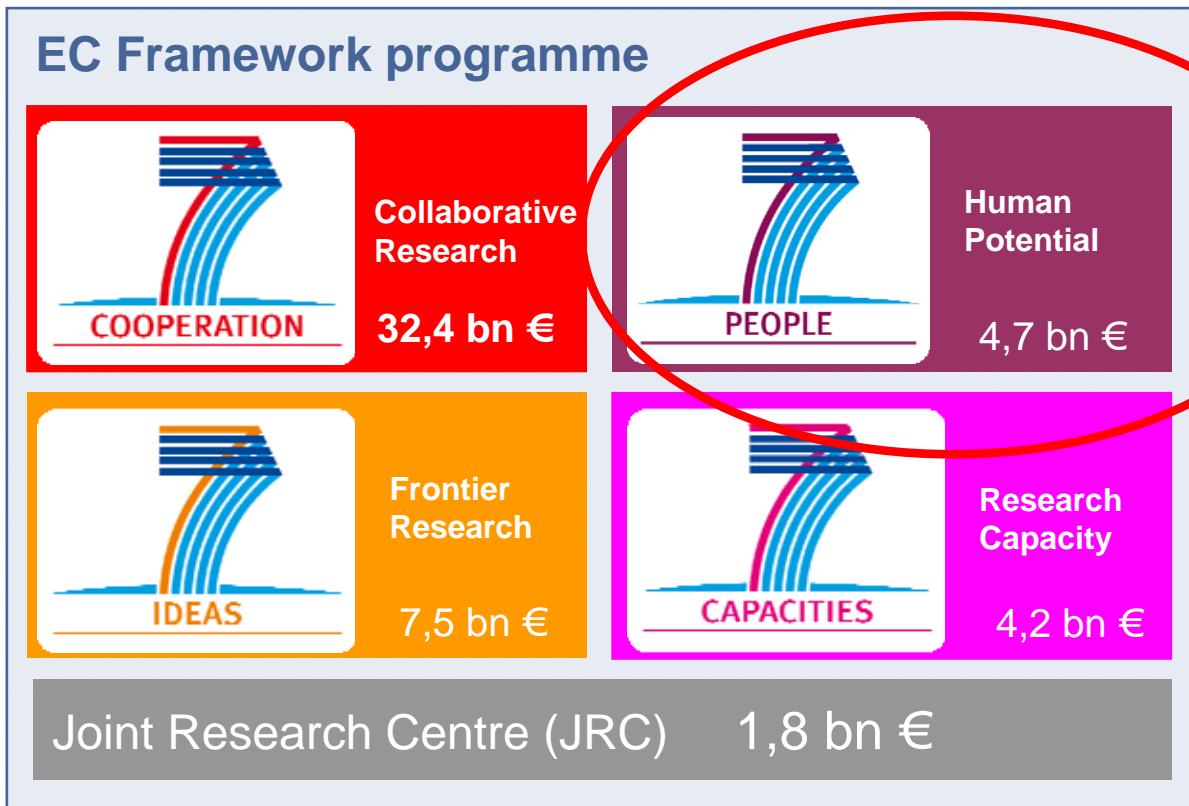 EC Framework programme
COOPERATION
Collaborative
Research
32,4 bn €
PEOPLE
Human
Potential
4,7 bn €
IDEAS
Frontier
Research
7,5 bn €
CAPACITIES
Research
Capacity
4,2 bn €
Joint Research Centre (JRC) 1,8 bn €